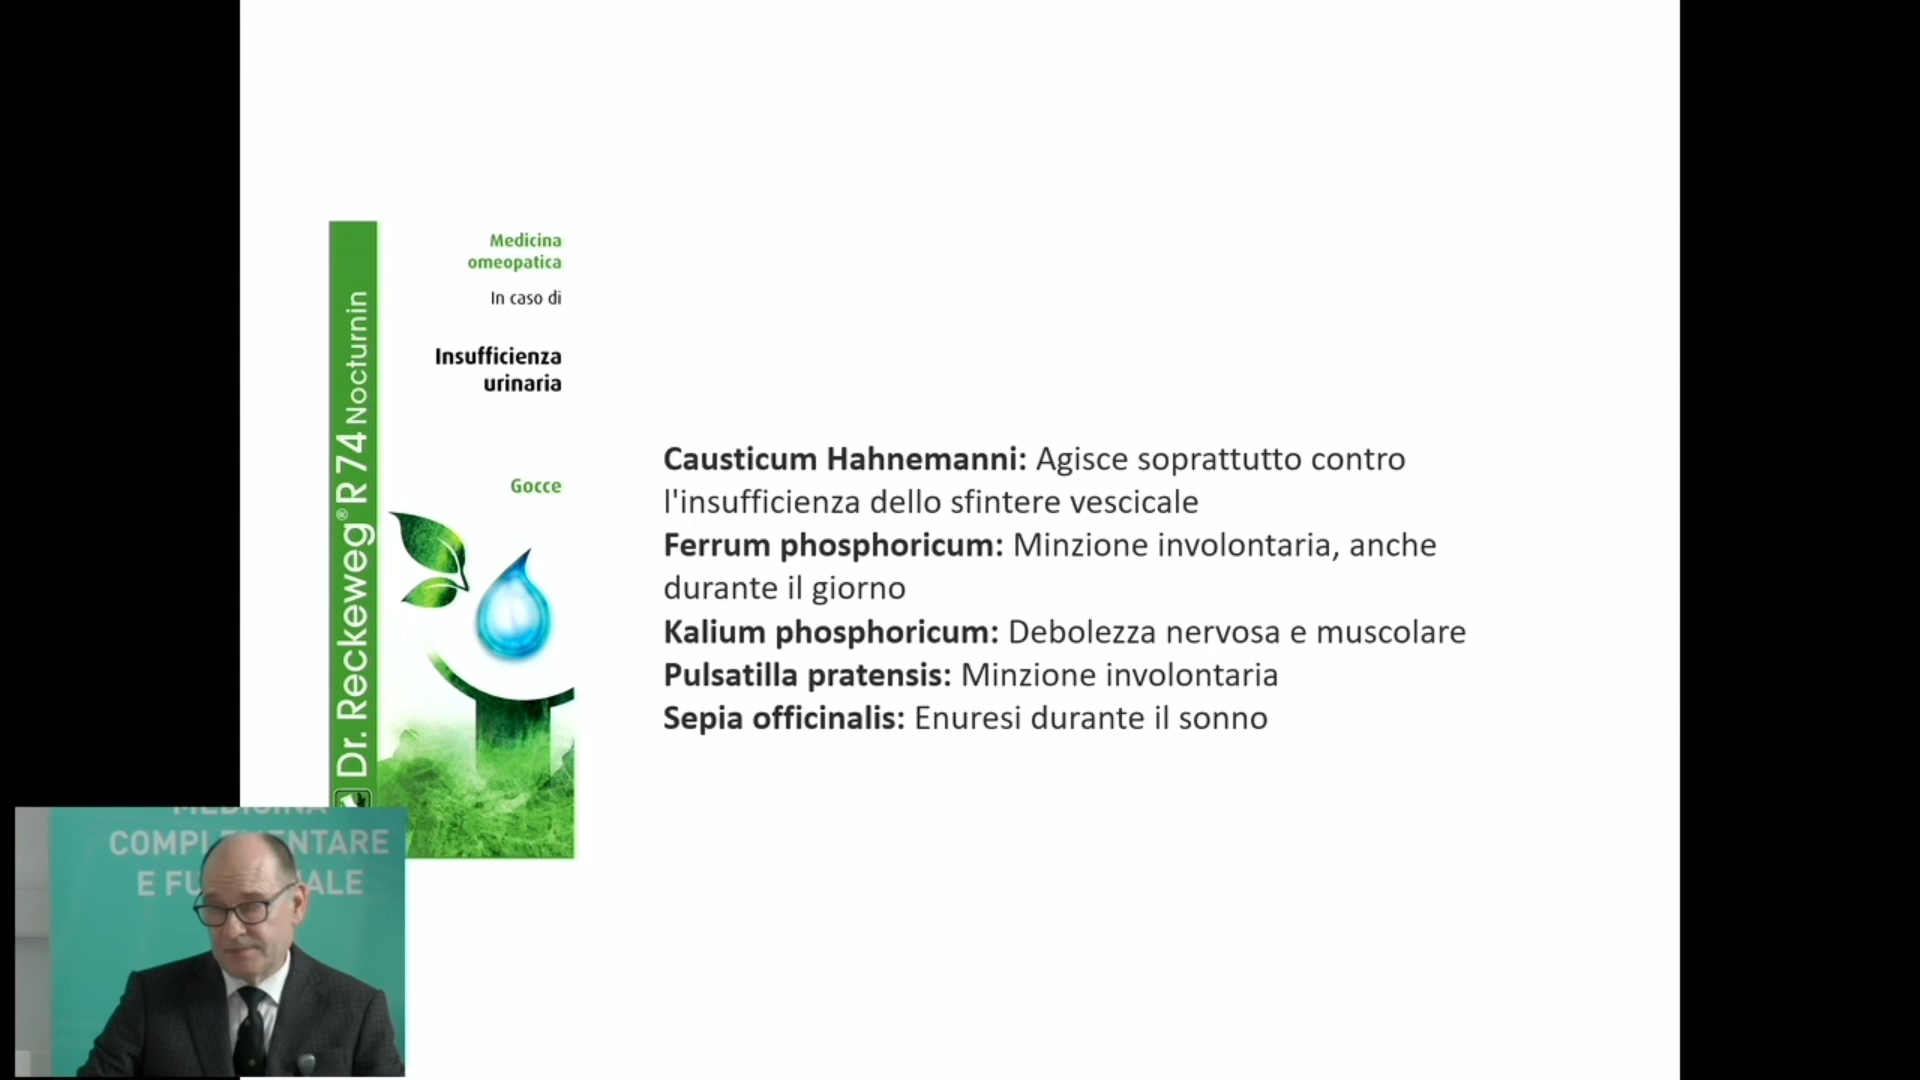 Medicina
omeopatica
In caso di
Insufficienza
urinaria
Gocce
Dr. Reckeweg® R 74 Nocturnin
Causticum Hahnemanni: Agisce soprattutto contro
l'insufficienza dello sfintere vescicale
Ferrum phosphoricum: Minzione involontaria, anche
durante il giorno
Kalium phosphoricum: Debolezza nervosa e muscolare
Pulsatilla pratensis: Minzione involontaria
Sepia officinalis: Enuresi durante il sonno
MEDICINA
E